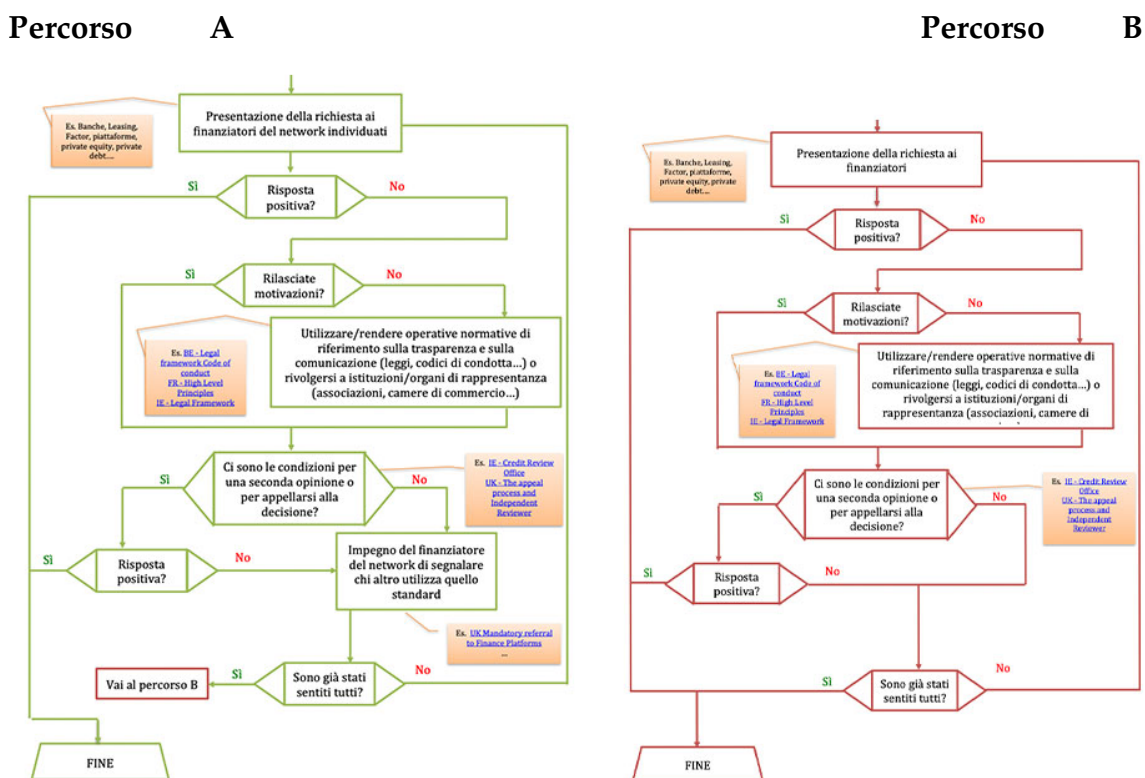 Percorso A
Percorso B
Es. Banche, Leasing,
Factor, piattaforme,
private equity, private
debt....
Presentazione della richiesta ai
finanziatori del network individuati
Sì
Risposta
positiva?
No
Sì
Rilasciate
motivazioni?
No
Es. BE - Legal
framework Code of
conduct
FR - High Level
Principles
IE - Legal Framework
Utilizzare/rendere operative normative di
riferimento sulla trasparenza e sulla
comunicazione (leggi, codici di condotta...) o
rivolgersi a istituzioni/organi di rappresentanza
(associazioni, camere di commercio...)
Sì
Ci sono le condizioni per
una seconda opinione o
per appellarsi alla
decisione?
No
Es. IE - Credit Review
Office
UK - The appeal
process and
Independent
Reviewer
Sì
Risposta
positiva?
No
Impegno del finanziatore
del network di segnalare
chi altro utilizza quello
standard
Es. UK Mandatory referral
to Finance Platforms
...
Vai al percorso B
Sì
Sono già stati
sentiti tutti?
No
FINE
Es. Banche, Leasing,
Factor, piattaforme,
private equity, private
debt....
Presentazione della richiesta ai
finanziatori
Sì
Risposta
positiva?
No
Sì
Rilasciate
motivazioni?
No
Es. BE - Legal
framework Code of
conduct
FR - High Level
Principles
IE - Legal Framework
Utilizzare/rendere operative normative di
riferimento sulla trasparenza e sulla
comunicazione (leggi, codici di condotta...) o
rivolgersi a istituzioni/organi di
rappresentanza (associazioni, camere di
Sì
Ci sono le condizioni per
una seconda opinione o
per appellarsi alla
decisione?
No
Es. IE - Credit Review
Office
UK - The appeal
process and
Independent
Reviewer
Sì
Risposta
positiva?
No
Sì
Sono già stati
sentiti tutti?
No
FINE